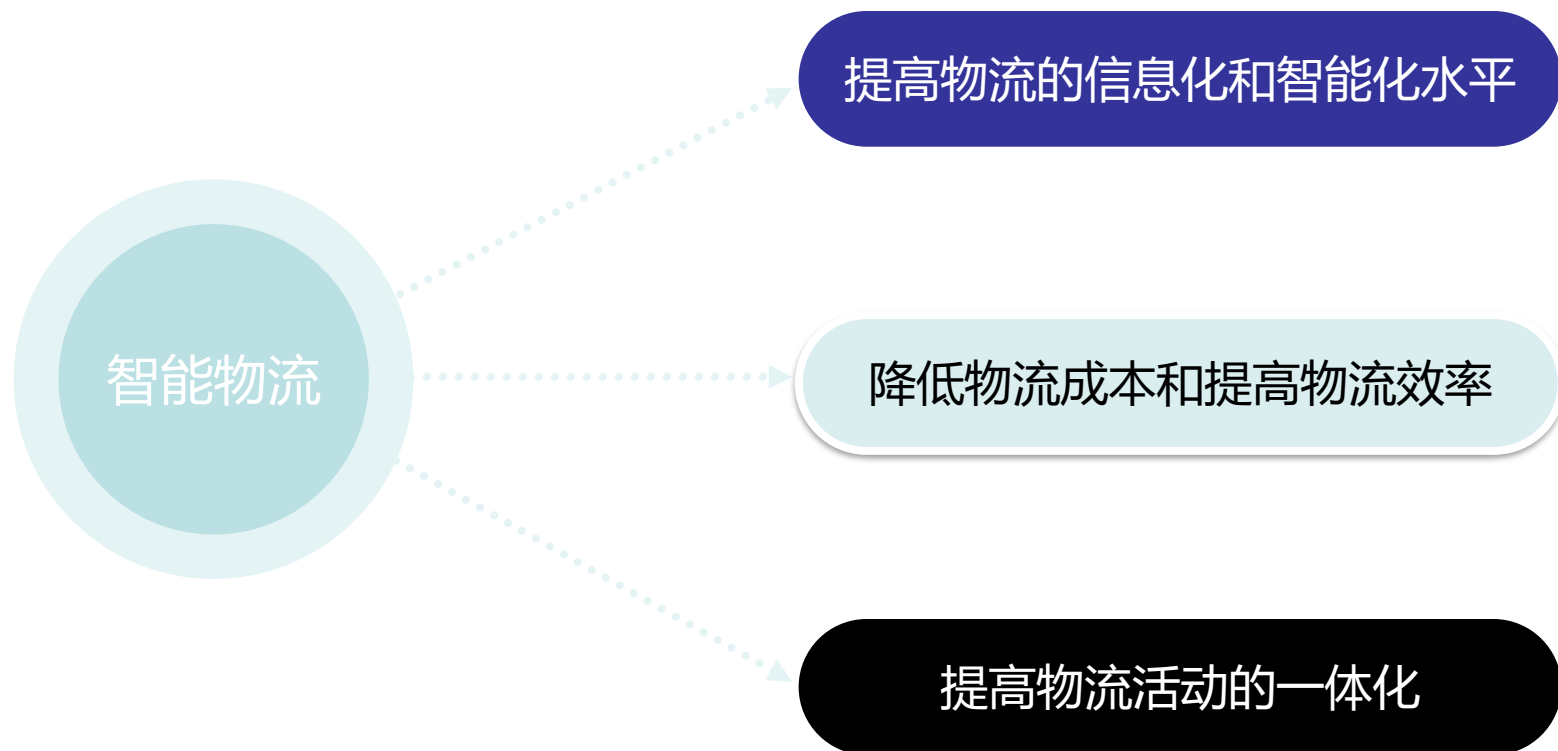 提高物流的信息化和智能化水平
智能物流
降低物流成本和提高物流效率
提高物流活动的一体化